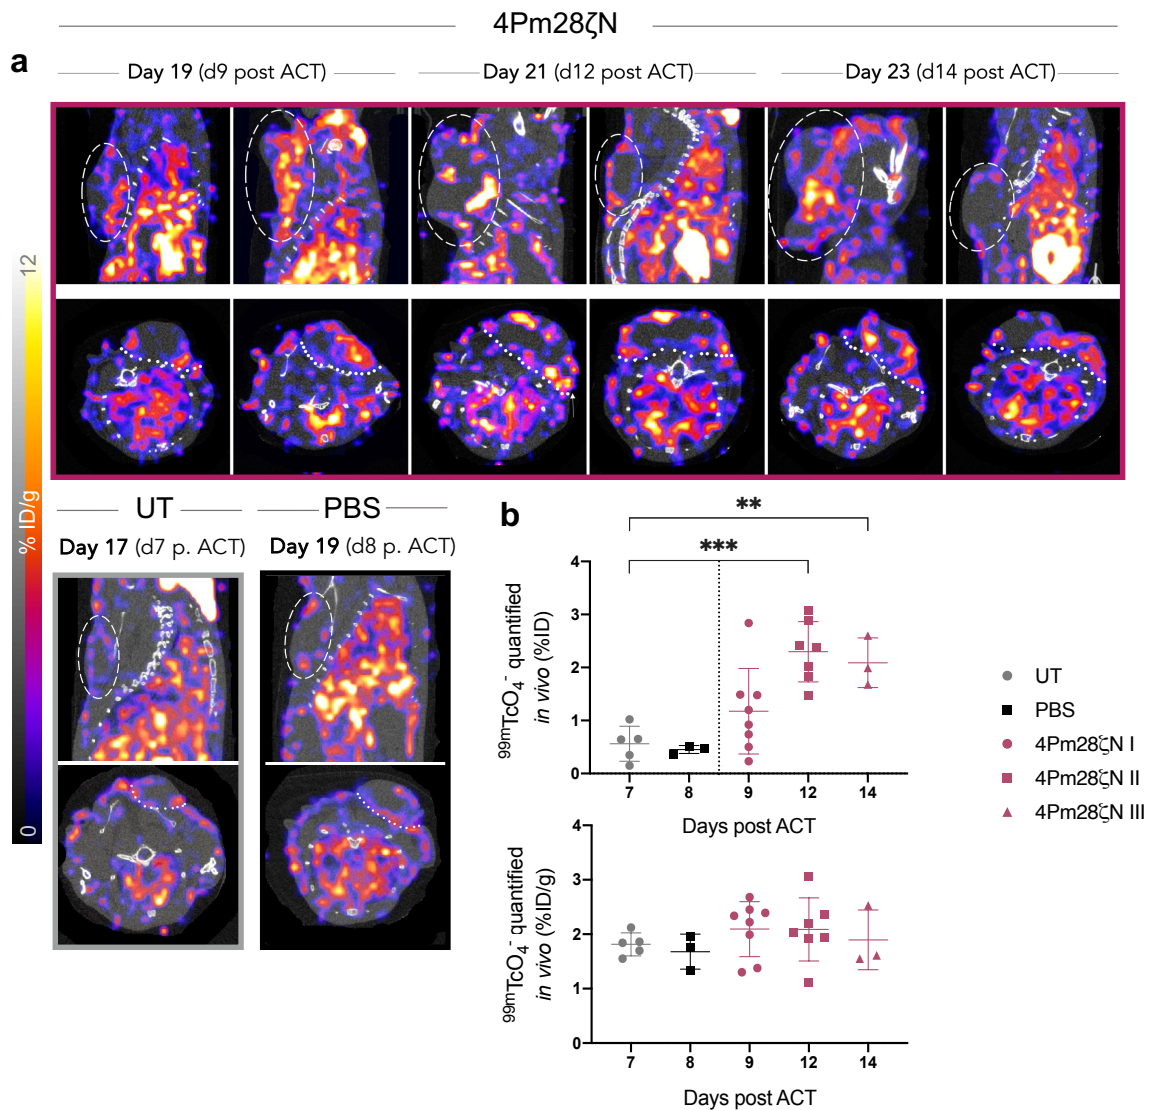 4Pm28ζN
a
Day 19 (d9 post ACT)
Day 21 (d12 post ACT)
Day 23 (d14 post ACT)
12
% ID/g
0
UT
PBS
Day 17 (d7 p. ACT)
Day 19 (d8 p. ACT)
b
**
***
99mTcO4- quantified
in vivo (%ID)
4
3
2
1
0
7 8 9 12 14
Days post ACT
UT
PBS
4Pm28ζN I
4Pm28ζN II
4Pm28ζN III
99mTcO4- quantified
in vivo (%ID/g)
4
3
2
1
0
7 8 9 12 14
Days post ACT